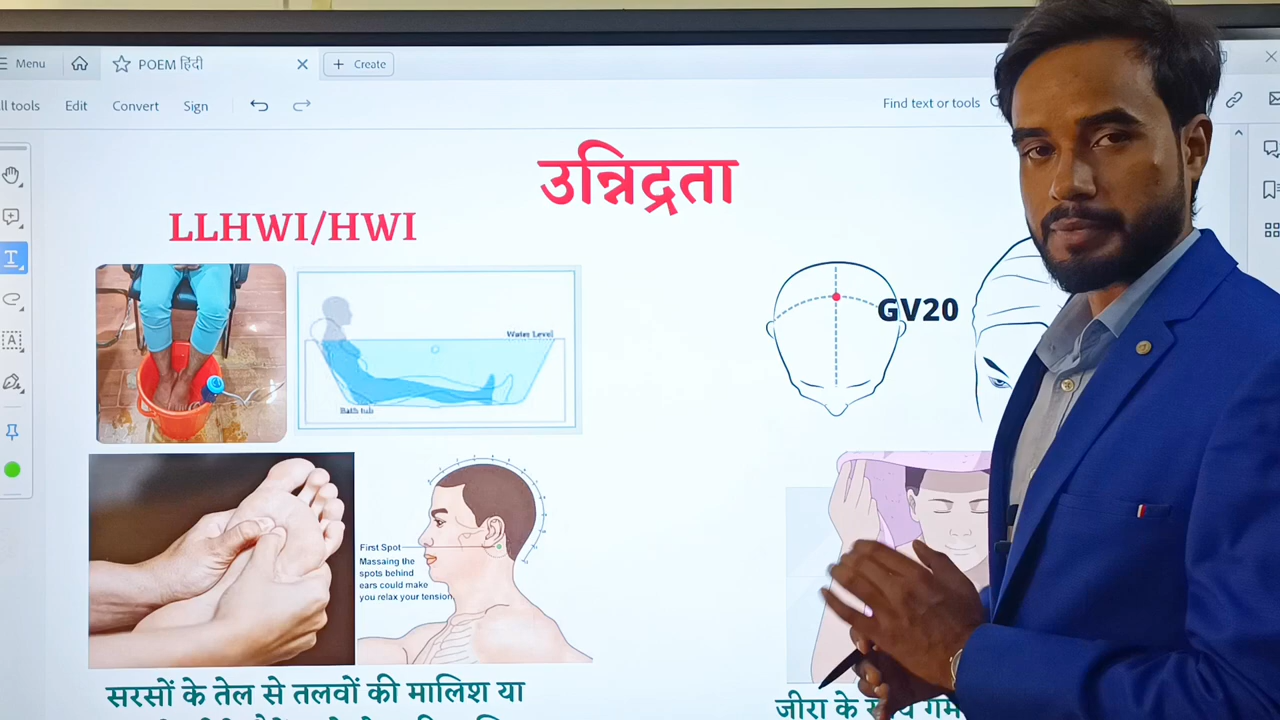 Menu
POEM हिंदी
Create
ll tools
Edit
Convert
Sign
Find text or tools
उन्निद्रता
LLHWI/HWI
Water Level
Bath tub
GV20
First Spot
Massaing the
spots behind
ears could make
you relax your tension
सरसों के तेल से तलवों की मालिश या
जीरा के